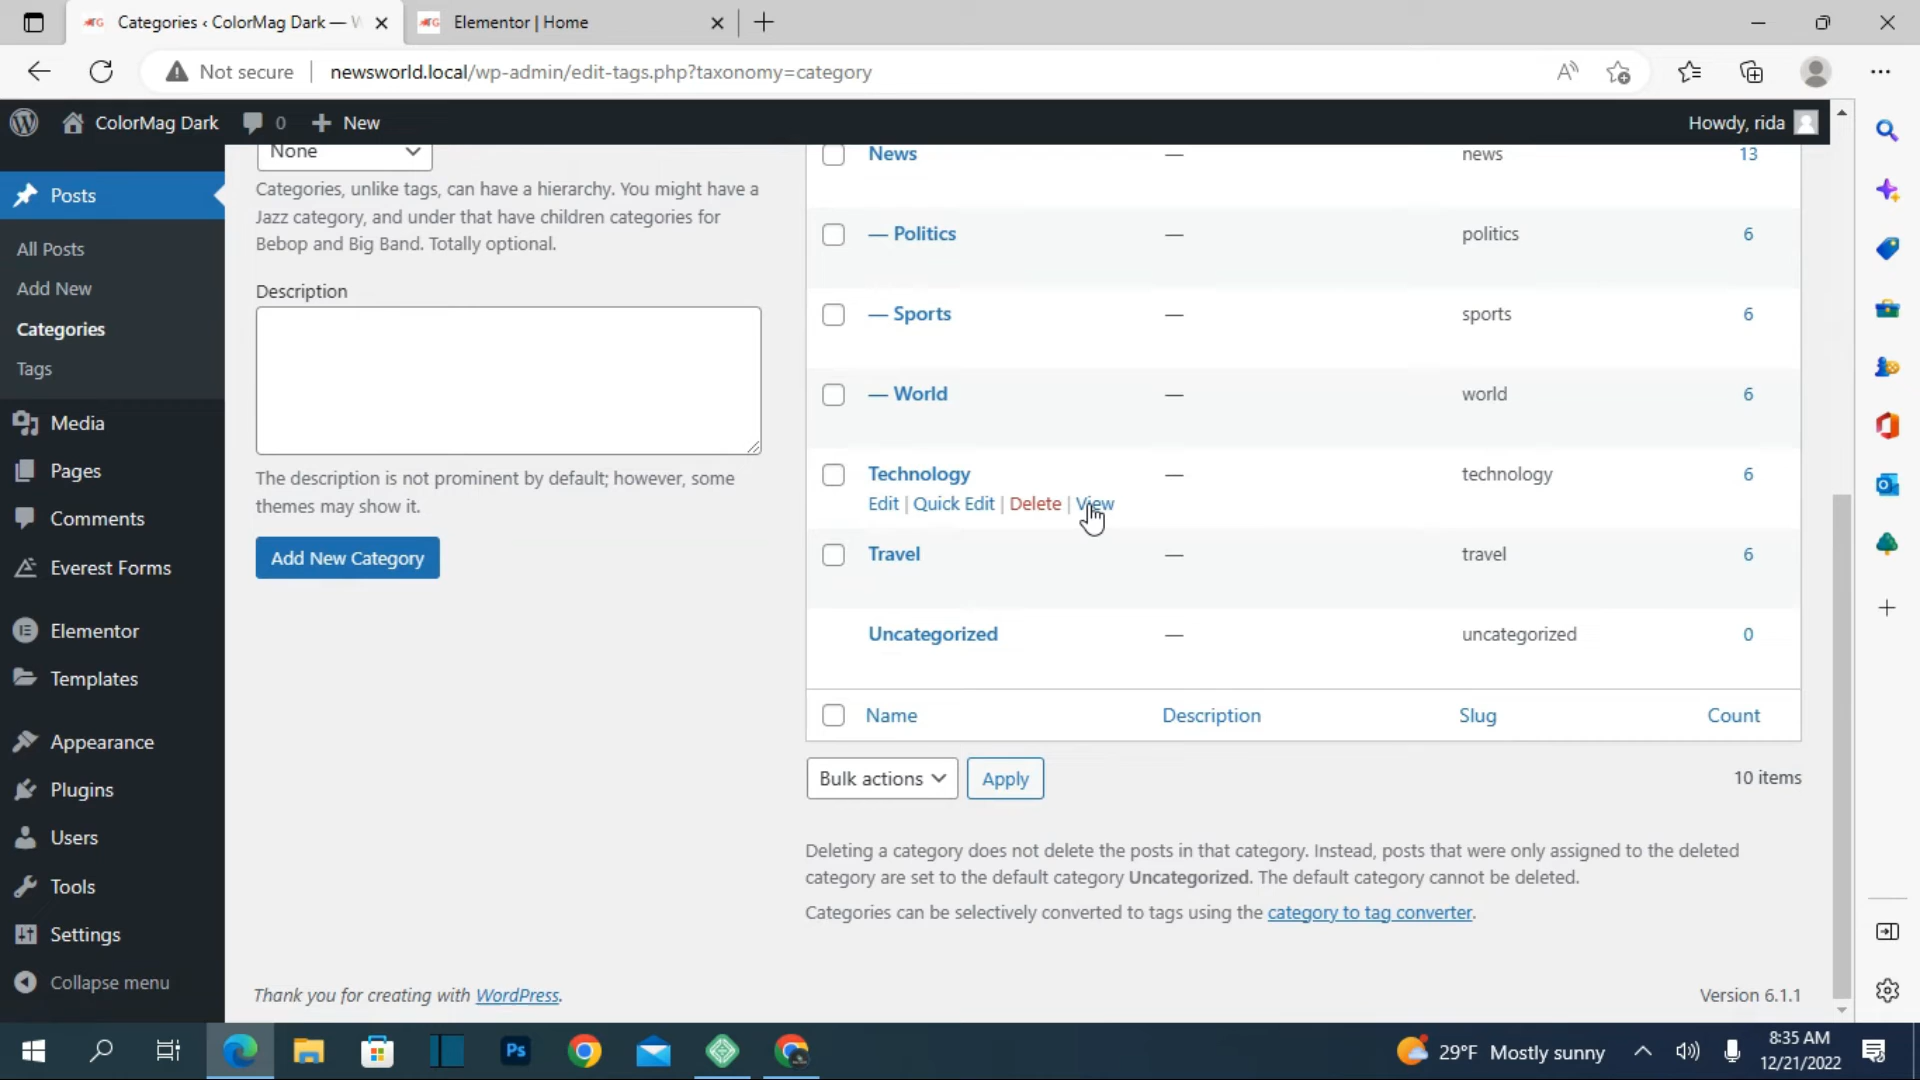 Categories ‹ ColorMag Dark — W
Elementor | Home
Not secure
newsworld.local/wp-admin/edit-tags.php?taxonomy=category
ColorMag Dark
0
New
Howdy, rida
Posts
All Posts
Add New
Categories
Tags
Media
Pages
Comments
Everest Forms
Elementor
Templates
Appearance
Plugins
Users
Tools
Settings
Collapse menu
None
Categories, unlike tags, can have a hierarchy. You might have a
Jazz category, and under that have children categories for
Bebop and Big Band. Totally optional.
Description
The description is not prominent by default; however, some
themes may show it.
Add New Category
News — news 13
— Politics — politics 6
— Sports — sports 6
— World — world 6
Technology — technology 6
Edit | Quick Edit | Delete | View
Travel — travel 6
Uncategorized — uncategorized 0
Name Description Slug Count
Bulk actions Apply 10 items
Deleting a category does not delete the posts in that category. Instead, posts that were only assigned to the deleted
category are set to the default category Uncategorized. The default category cannot be deleted.
Categories can be selectively converted to tags using the category to tag converter.
Thank you for creating with WordPress.
Version 6.1.1
Ps
29°F Mostly sunny
8:35 AM
12/21/2022